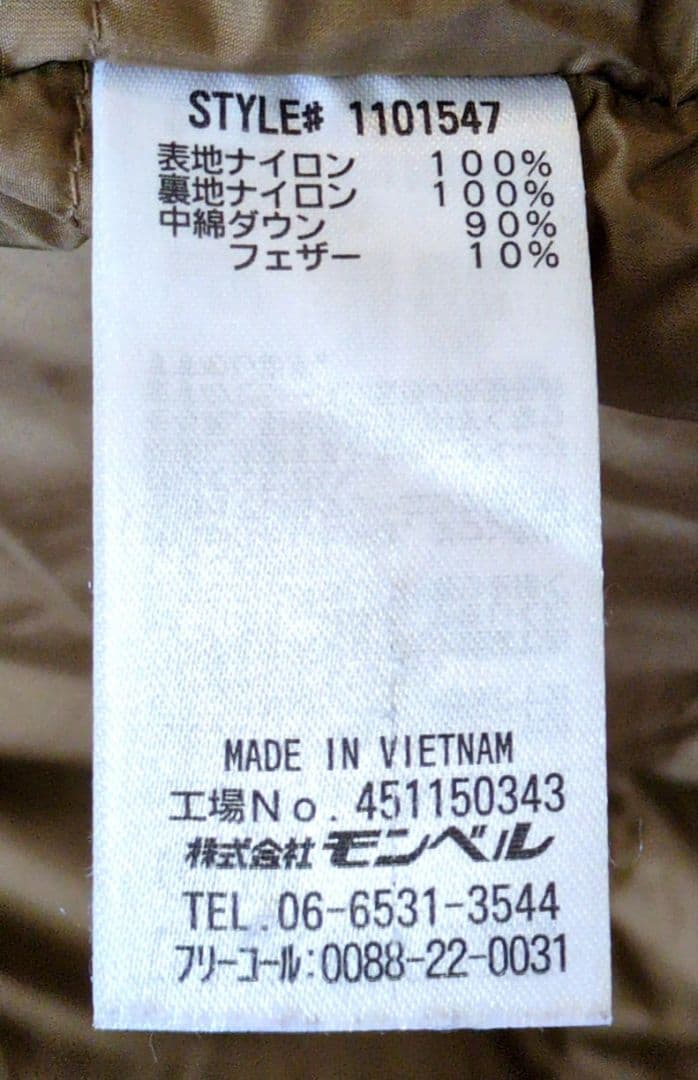 STYLE# 1101547
表地ナイロン 100%
裏地ナイロン 100%
中綿ダウン 90%
フェザー 10%
MADE IN VIETNAM
工場No. 451150343
株式会社モンベル
TEL.06-6531-3544
フリーコール:0088-22-0031